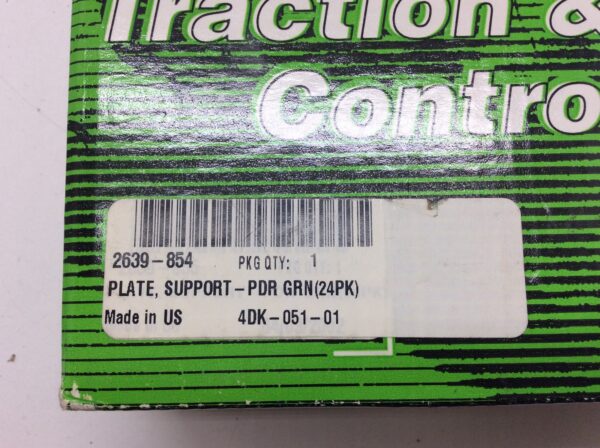 Traction &
Contro
2639-854 PKG QTY: 1
PLATE, SUPPORT-PDR GRN(24PK)
Made in US 4DK-051-01